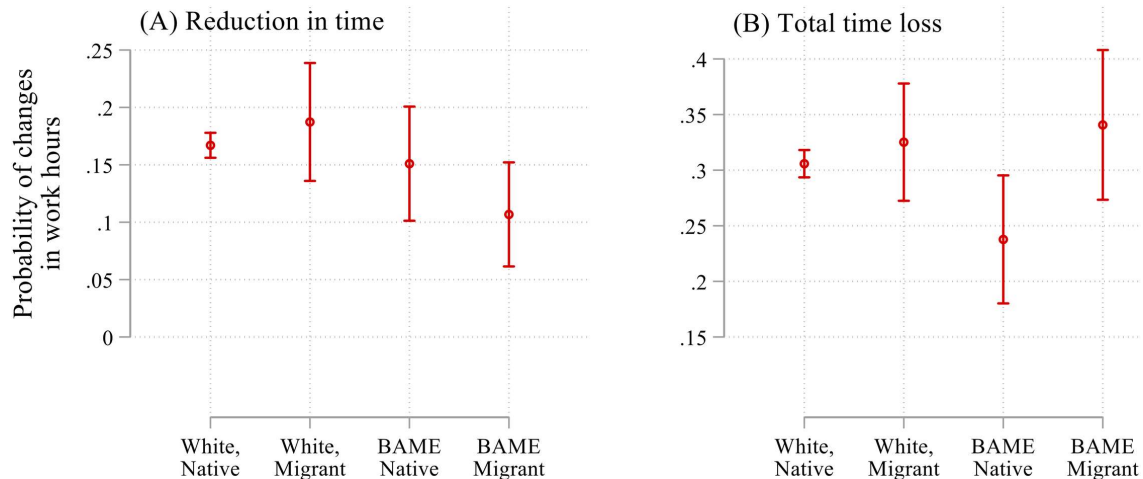 (A) Reduction in time
Probability of changes
in work hours
.25
.2
.15
.1
.05
0
White,
Native
White,
Migrant
BAME
Native
BAME
Migrant
(B) Total time loss
.4
.35
.3
.25
.2
.15
White,
Native
White,
Migrant
BAME
Native
BAME
Migrant